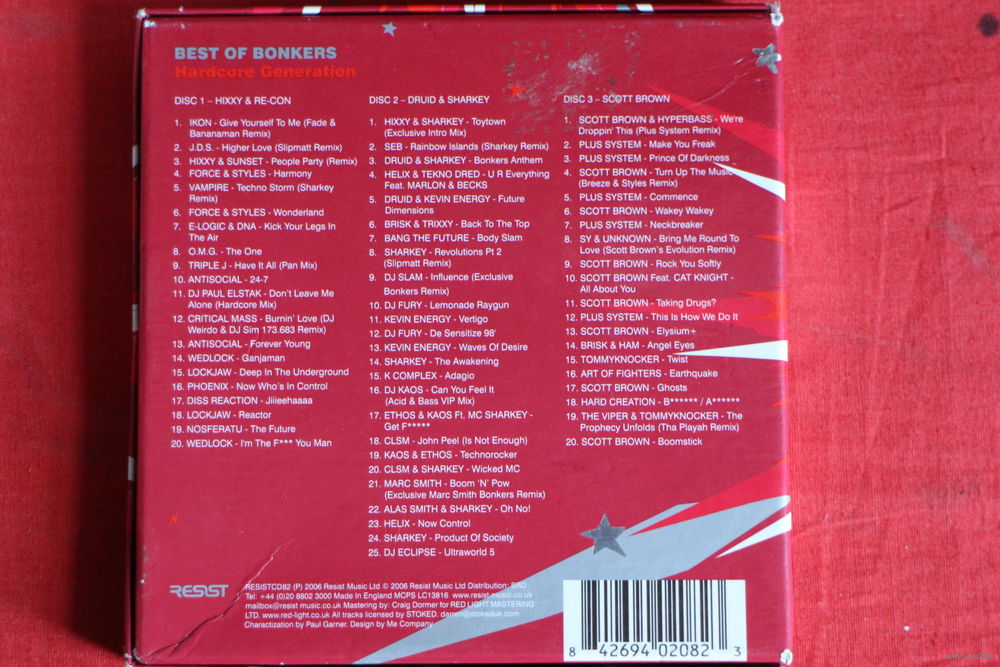 BEST OF BONKERS
Hardcore Generation
DISC 1 – HIXXY & RE-CON
1. IKON - Give Yourself To Me (Fade &
Bananaman Remix)
2. J.D.S. - Higher Love (Slipmatt Remix)
3. HIXXY & SUNSET - People Party (Remix)
4. FORCE & STYLES - Harmony
5. VAMPIRE - Techno Storm (Sharkey
Remix)
6. FORCE & STYLES - Wonderland
7. E-LOGIC & DNA - Kick Your Legs In
The Air
8. O.M.G. - The One
9. TRIPLE J - Have It All (Pan Mix)
10. ANTISOCIAL - 24-7
11. DJ PAUL ELSTAK - Don't Leave Me
Alone (Hardcore Mix)
12. CRITICAL MASS - Burnin' Love (DJ
Weirdo & DJ Sim 173.683 Remix)
13. ANTISOCIAL - Forever Young
14. WEDLOCK - Ganjaman
15. LOCKJAW - Deep In The Underground
16. PHOENIX - Now Who's In Control
17. DISS REACTION - Jiiieehaaaa
18. LOCKJAW - Reactor
19. NOSFERATU - The Future
20. WEDLOCK - I'm The F*** You Man
DISC 2 – DRUID & SHARKEY
1. HIXXY & SHARKEY - Toytown
(Exclusive Intro Mix)
2. SEB - Rainbow Islands (Sharkey Remix)
3. DRUID & SHARKEY - Bonkers Anthem
4. HELIX & TEKNO DRED - U R Everything
Feat. MARLON & BECKS
5. DRUID & KEVIN ENERGY - Future
Dimensions
6. BRISK & TRIXXY - Back To The Top
7. BANG THE FUTURE - Body Slam
8. SHARKEY - Revolutions Pt 2
(Slipmatt Remix)
9. DJ SLAM - Influence (Exclusive
Bonkers Remix)
10. DJ FURY - Lemonade Raygun
11. KEVIN ENERGY - Vertigo
12. DJ FURY - De Sensitize 98'
13. KEVIN ENERGY - Waves Of Desire
14. SHARKEY - The Awakening
15. K COMPLEX - Adagio
16. DJ KAOS - Can You Feel It
(Acid & Bass VIP Mix)
17. ETHOS & KAOS Ft. MC SHARKEY -
Get F*****
18. CLSM - John Peel (Is Not Enough)
19. KAOS & ETHOS - Technorocker
20. CLSM & SHARKEY - Wicked MC
21. MARC SMITH - Boom 'N' Pow
(Exclusive Marc Smith Bonkers Remix)
22. ALAS SMITH & SHARKEY - Oh No!
23. HELIX - Now Control
24. SHARKEY - Product Of Society
25. DJ ECLIPSE - Ultraworld 5
DISC 3 – SCOTT BROWN
1. SCOTT BROWN & HYPERBASS - We're
Droppin' This (Plus System Remix)
2. PLUS SYSTEM - Make You Freak
3. PLUS SYSTEM - Prince Of Darkness
4. SCOTT BROWN - Turn Up The Music
(Breeze & Styles Remix)
5. PLUS SYSTEM - Commence
6. SCOTT BROWN - Wakey Wakey
7. PLUS SYSTEM - Neckbreaker
8. SY & UNKNOWN - Bring Me Round To
Love (Scott Brown's Evolution Remix)
9. SCOTT BROWN - Rock You Softly
10. SCOTT BROWN Feat. CAT KNIGHT -
All About You
11. SCOTT BROWN - Taking Drugs?
12. PLUS SYSTEM - This Is How We Do It
13. SCOTT BROWN - Elysium+
14. BRISK & HAM - Angel Eyes
15. TOMMYKNOCKER - Twist
16. ART OF FIGHTERS - Earthquake
17. SCOTT BROWN - Ghosts
18. HARD CREATION - B****** / A******
19. THE VIPER & TOMMYKNOCKER - The
Prophecy Unfolds (Tha Playah Remix)
20. SCOTT BROWN - Boomstick
RESIST
RESISTCD82 (P) 2006 Resist Music Ltd © 2006 Resist Music Ltd Distribution: SRD
Tel: +44 (0)20 8802 3000 Made In England MCPS LC13816 www.resist-music.co.uk
mailbox@resist-music.co.uk Mastering by: Craig Dormer for RED LIGHT MASTERING
LTD. www.red-light.co.uk All tracks licensed by STOKED. darren@stokeduk.com
Charactization by Paul Garner. Design by Me Company.
8 42694 02082 3